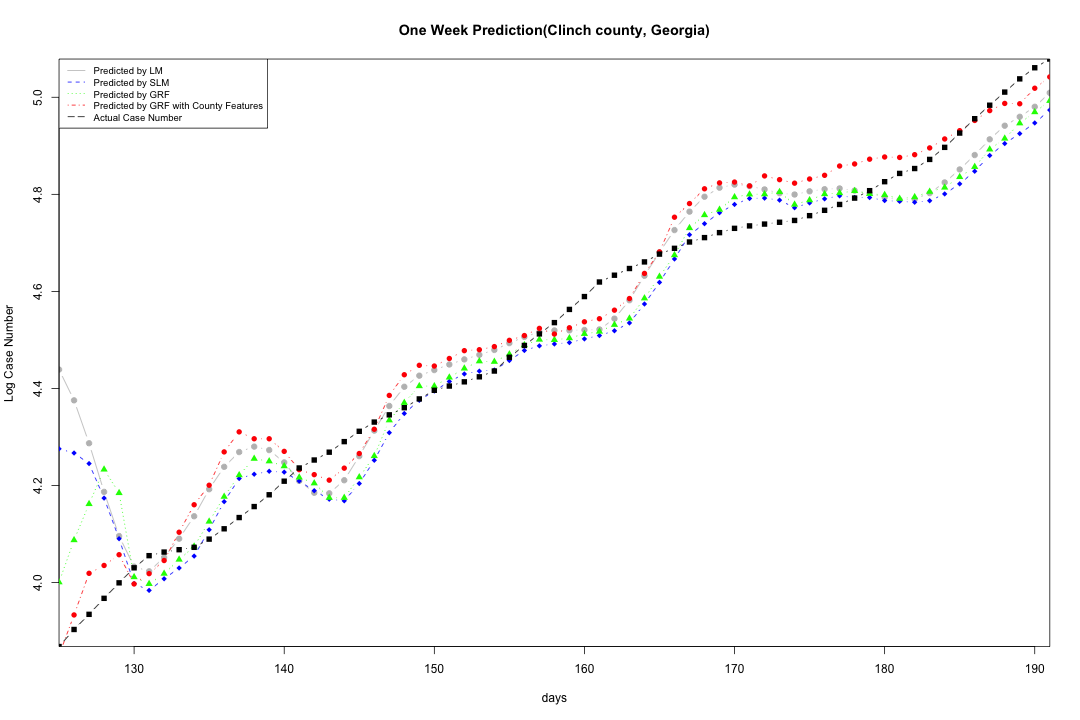 One Week Prediction(Clinch county, Georgia)
Predicted by LM
Predicted by SLM
Predicted by GRF
Predicted by GRF with County Features
Actual Case Number
Log Case Number
5.0
4.8
4.6
4.4
4.2
4.0
130 140 150 160 170 180 190
days